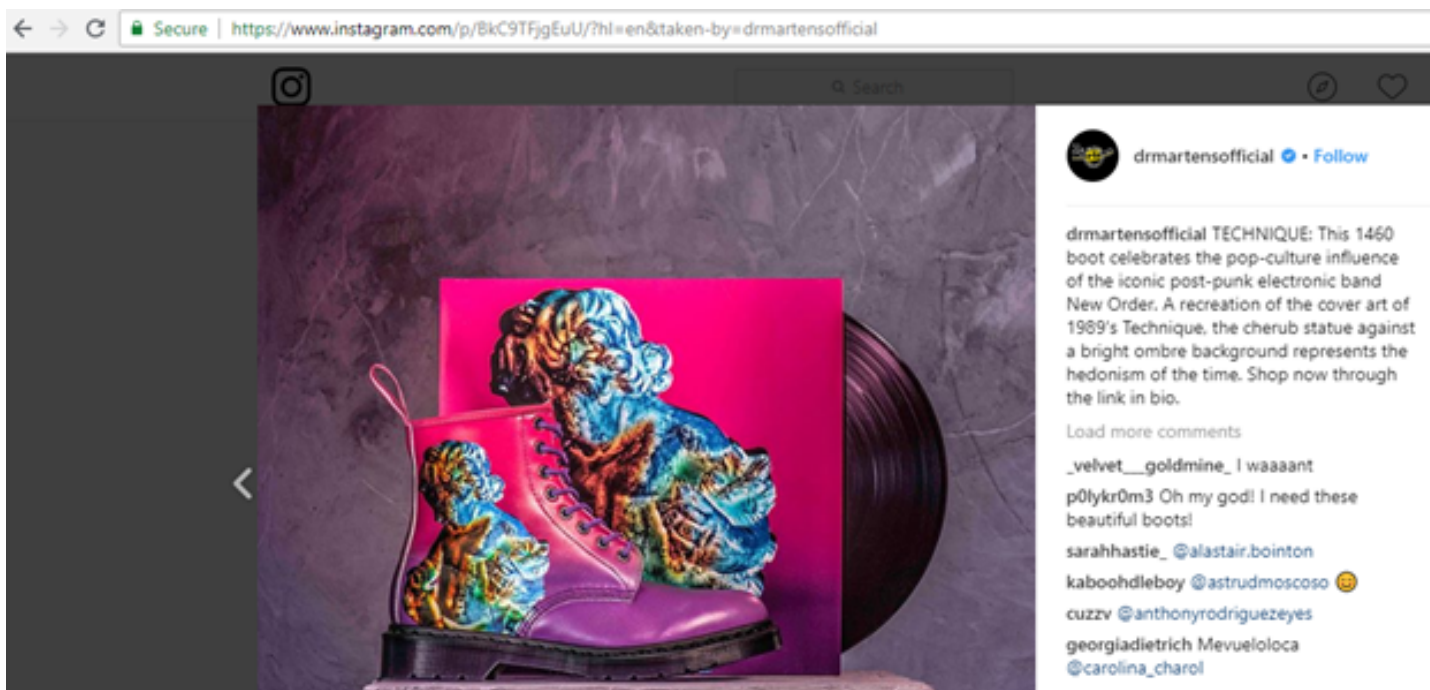 Secure https://www.instagram.com/p/BkC9TFjgEuU/?hl=en&taken-by=drmartensofficial
Search
drmartensofficial • Follow
drmartensofficial TECHNIQUE: This 1460
boot celebrates the pop-culture influence
of the iconic post-punk electronic band
New Order. A recreation of the cover art of
1989's Technique, the cherub statue against
a bright ombre background represents the
hedonism of the time. Shop now through
the link in bio.
Load more comments
_velvet__goldmine_ I waaaant
p0lykr0m3 Oh my god! I need these
beautiful boots!
sarahhastie_ @alastair.bointon
kaboohdleboy @astrudmoscoso 😊
cuzzv @anthonyrodriguezeyes
georgiadietrich Mevueloloca
@carolina_charol